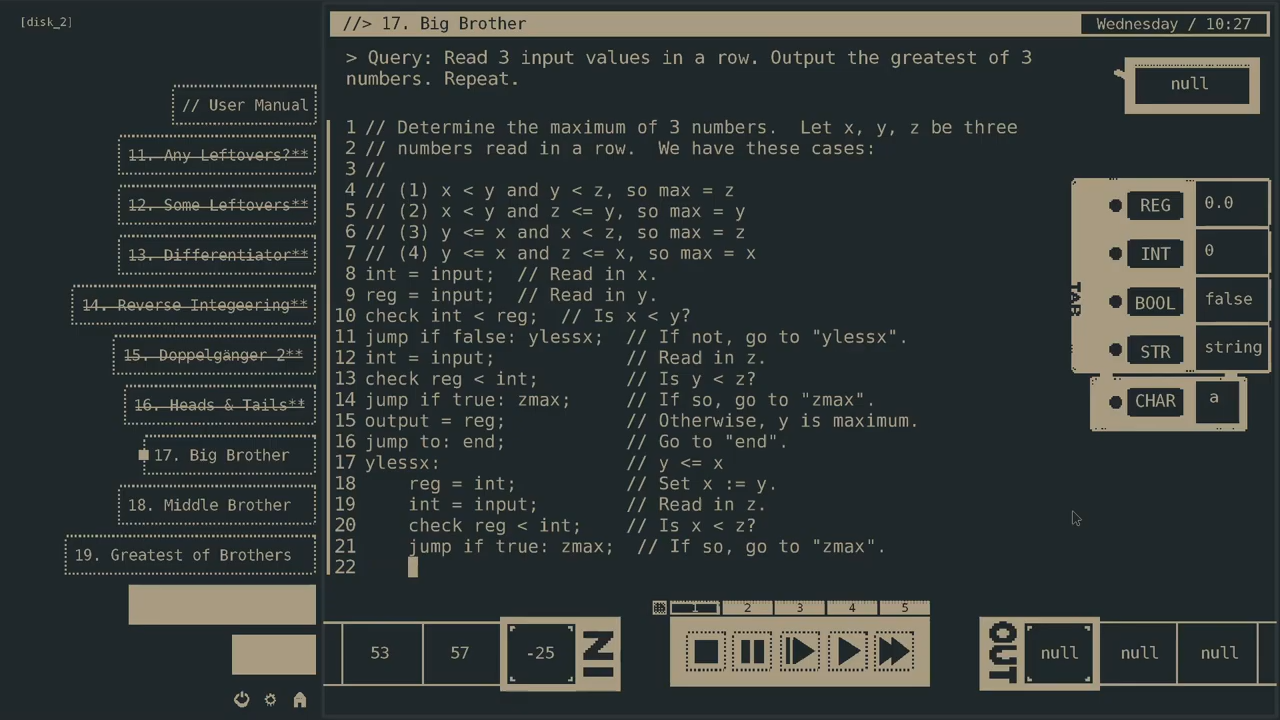 [disk_2]
//> 17. Big Brother
Wednesday / 10:27
> Query: Read 3 input values in a row. Output the greatest of 3
numbers. Repeat.
null
// User Manual
11. Any Leftovers?**
12. Some Leftovers**
13. Differentiator**
14. Reverse Integeering**
15. Doppelgänger 2**
16. Heads & Tails**
17. Big Brother
18. Middle Brother
19. Greatest of Brothers
1 // Determine the maximum of 3 numbers.  Let x, y, z be three
2 // numbers read in a row.  We have these cases:
3 //
4 // (1) x < y and y < z, so max = z
5 // (2) x < y and z <= y, so max = y
6 // (3) y <= x and x < z, so max = z
7 // (4) y <= x and z <= x, so max = x
8 int = input;  // Read in x.
9 reg = input;  // Read in y.
10 check int < reg;  // Is x < y?
11 jump if false: ylessx;  // If not, go to "ylessx".
12 int = input;            // Read in z.
13 check reg < int;        // Is y < z?
14 jump if true: zmax;     // If so, go to "zmax".
15 output = reg;           // Otherwise, y is maximum.
16 jump to: end;           // Go to "end".
17 ylessx:                 // y <= x
18     reg = int;          // Set x := y.
19     int = input;        // Read in z.
20     check reg < int;    // Is x < z?
21     jump if true: zmax;  // If so, go to "zmax".
22
TAB
REG 0.0
INT 0
BOOL false
STR string
CHAR a
1 2 3 4 5
53 57 -25 IN
OUT null null null